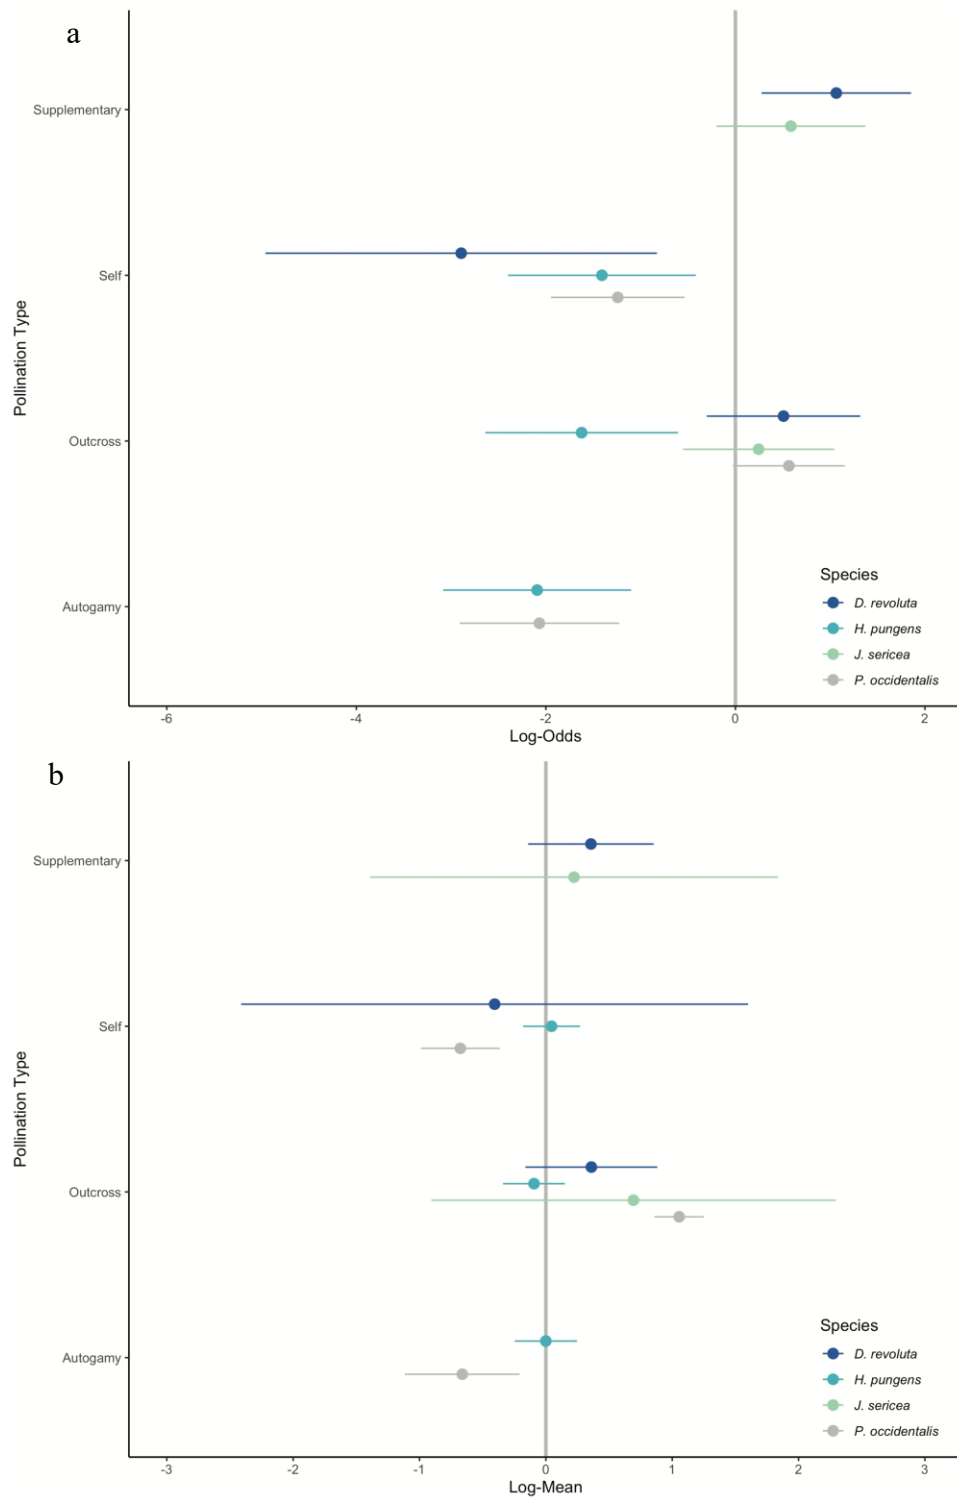 a
Supplementary
Self
Outcross
Autogamy
Pollination Type
Species
D. revoluta
H. pungens
J. sericea
P. occidentalis
-6 -4 -2 0 2
Log-Odds
b
Supplementary
Self
Outcross
Autogamy
Pollination Type
Species
D. revoluta
H. pungens
J. sericea
P. occidentalis
-3 -2 -1 0 1 2 3
Log-Mean